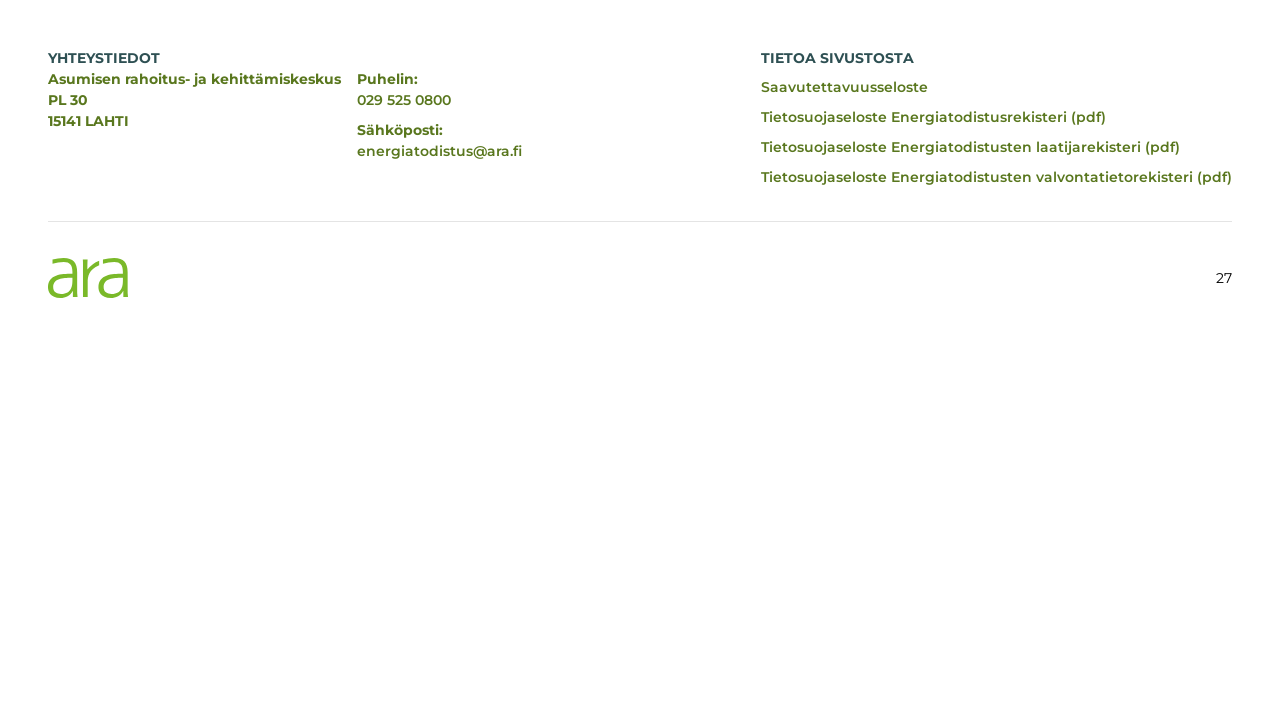 YHTEYSTIEDOT
Asumisen rahoitus- ja kehittämiskeskus
PL 30
15141 LAHTI
Puhelin:
029 525 0800
Sähköposti:
energiatodistus@ara.fi
TIETOA SIVUSTOSTA
Saavutettavuusseloste
Tietosuojaseloste Energiatodistusrekisteri (pdf)
Tietosuojaseloste Energiatodistusten laatijarekisteri (pdf)
Tietosuojaseloste Energiatodistusten valvontatietorekisteri (pdf)
ara
27